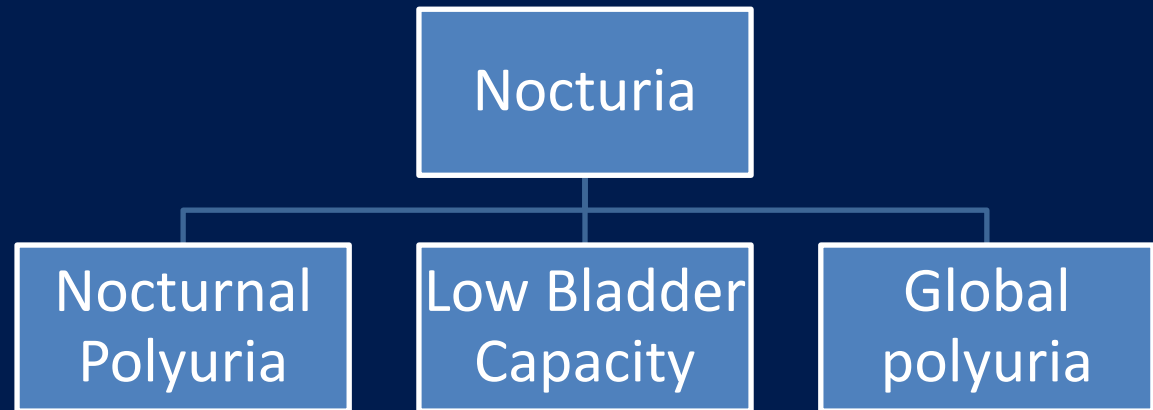 Nocturia
Nocturnal
Polyuria
Low Bladder
Capacity
Global
polyuria